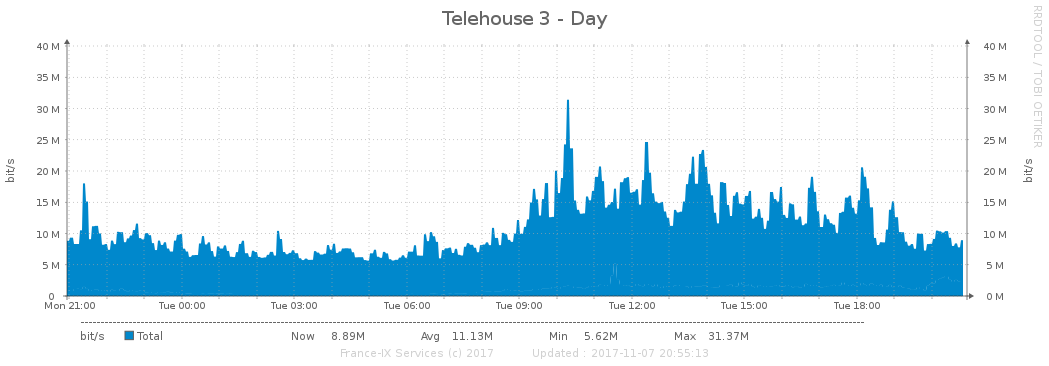 Telehouse 3 - Day
RRDTOOL / TOBI OETIKER
bit/s
40 M 40 M
35 M 35 M
30 M 30 M
25 M 25 M
20 M 20 M
15 M 15 M
10 M 10 M
5 M 5 M
0 0 M
bit/s
Mon 21:00 Tue 00:00 Tue 03:00 Tue 06:00 Tue 09:00 Tue 12:00 Tue 15:00 Tue 18:00
bit/s Total Now 8.89M Avg 11.13M Min 5.62M Max 31.37M
France-IX Services (c) 2017 Updated : 2017-11-07 20:55:13